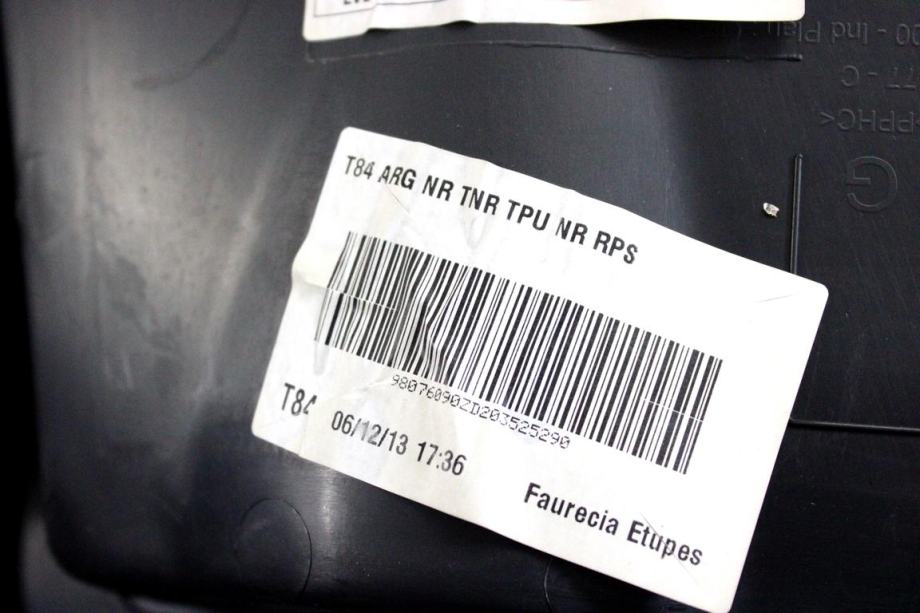 T84 ARG NR TNR TPU NR RPS
98076090ZD203525290
T84
06/12/13 17:36
Faurecia Etupes
G